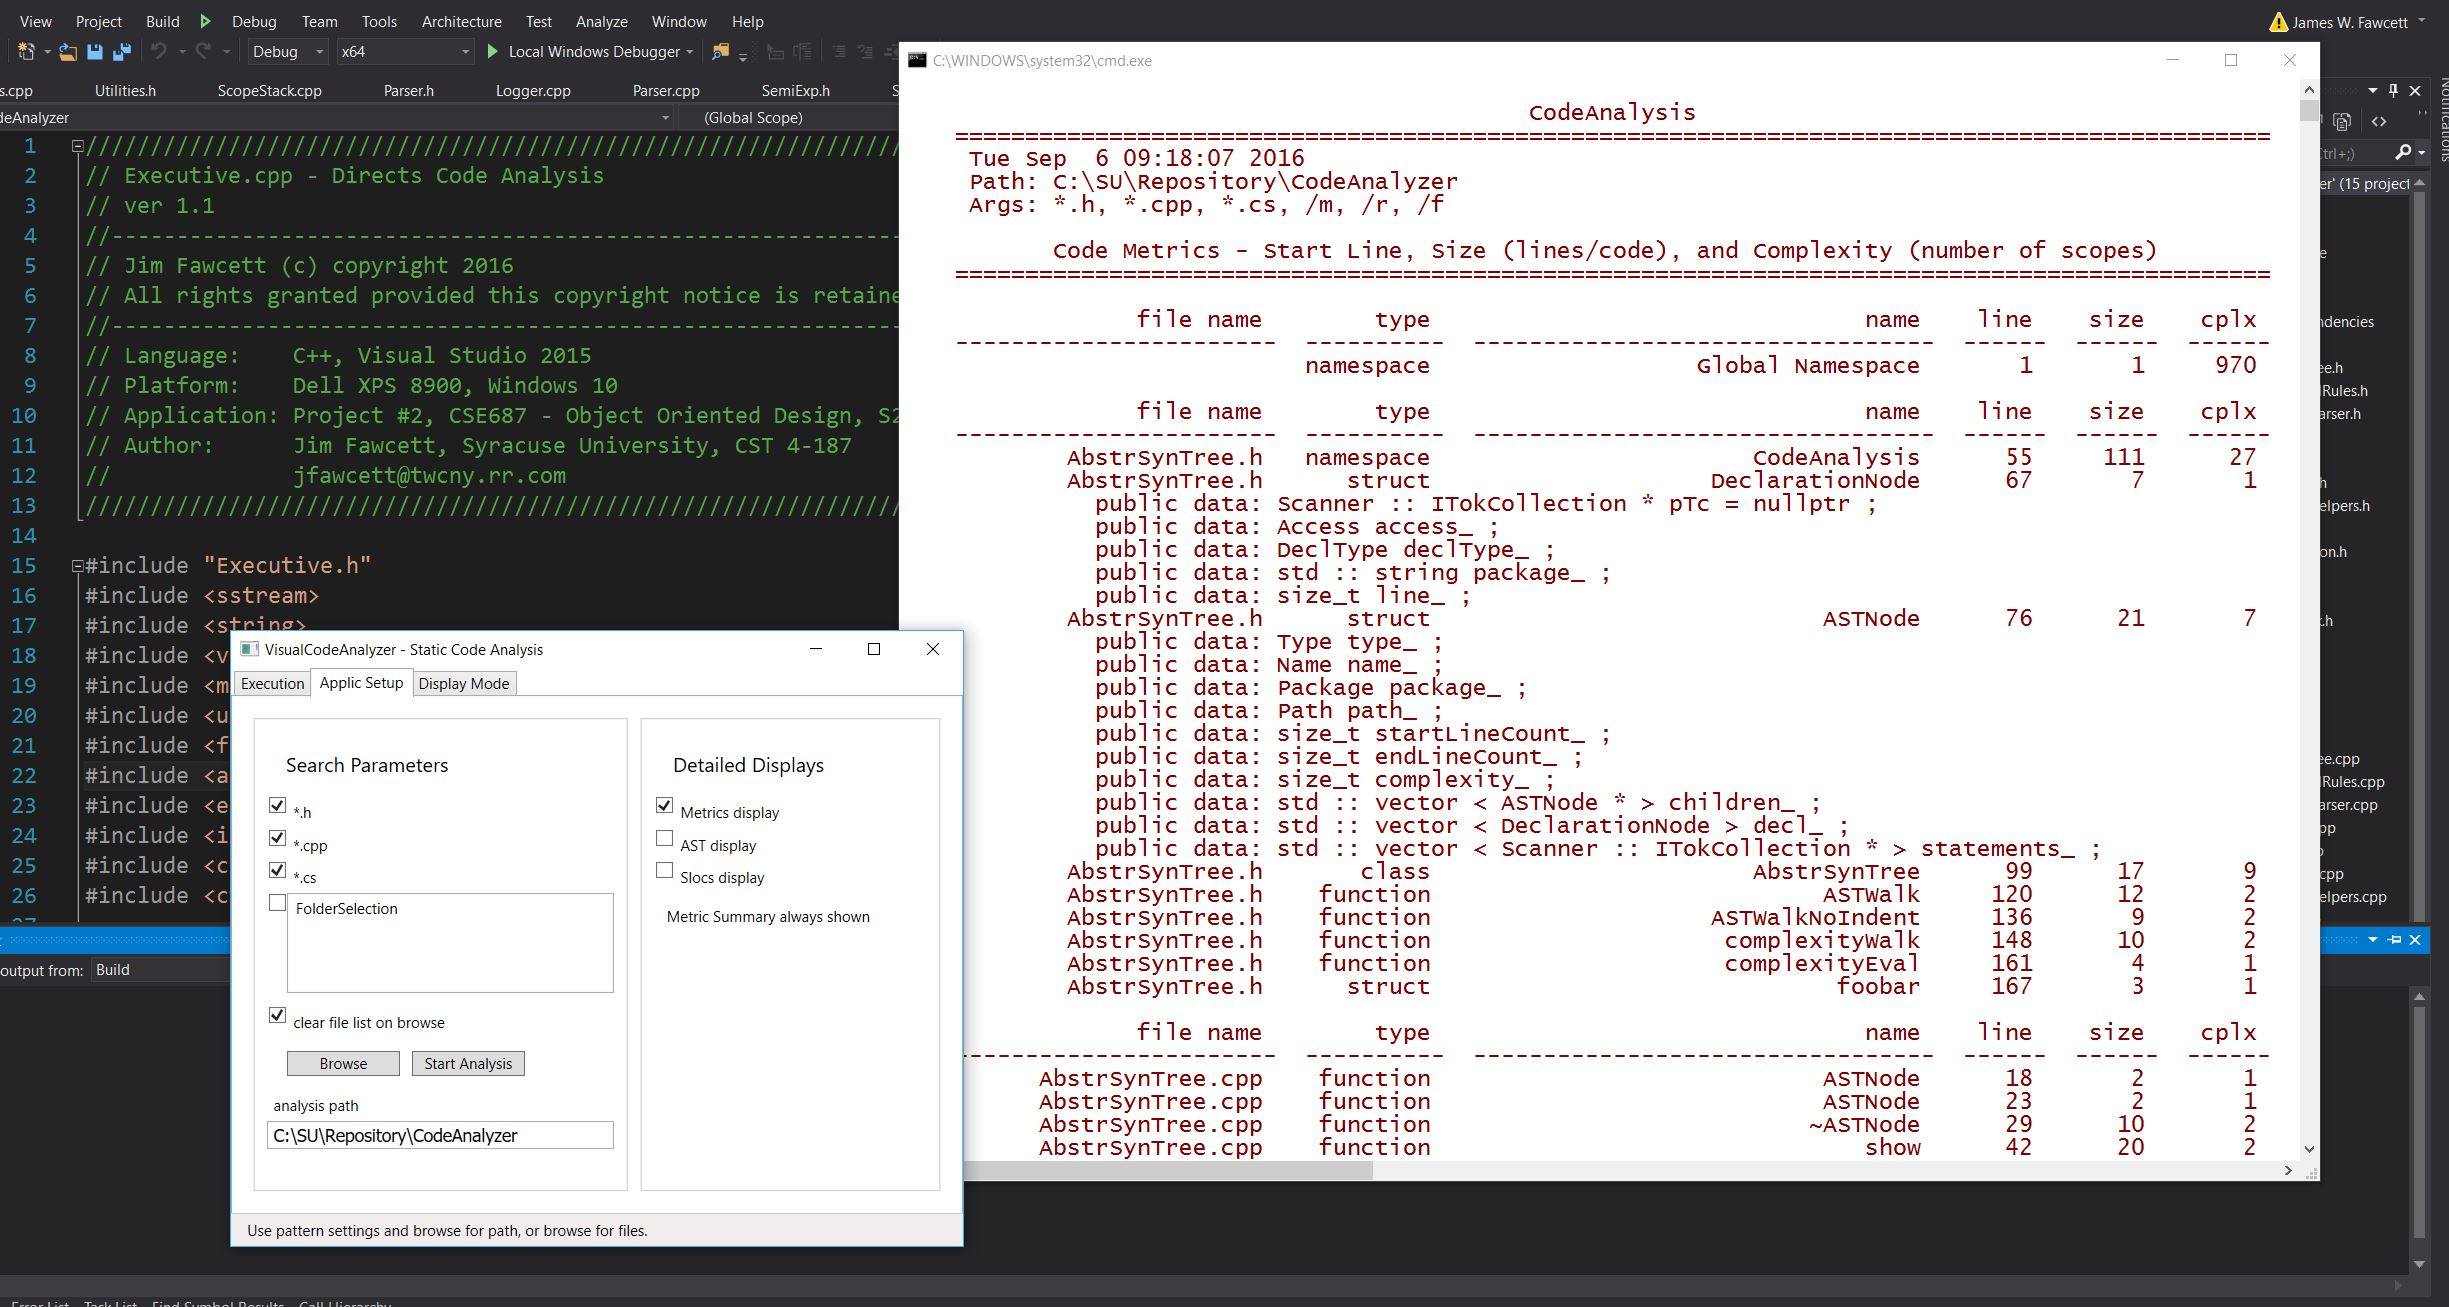 View Project Build Debug Team Tools Architecture Test Analyze Window Help
James W. Fawcett
Debug x64 Local Windows Debugger
s.cpp Utilities.h ScopeStack.cpp Parser.h Logger.cpp Parser.cpp SemiExp.h S
deAnalyzer (Global Scope)
1 ////////////////////////////////////////////////////////////////
2 // Executive.cpp - Directs Code Analysis
3 // ver 1.1
4 //-------------------------------------------------------------
5 // Jim Fawcett (c) copyright 2016
6 // All rights granted provided this copyright notice is retaine
7 //-------------------------------------------------------------
8 // Language:    C++, Visual Studio 2015
9 // Platform:    Dell XPS 8900, Windows 10
10 // Application: Project #2, CSE687 - Object Oriented Design, S2
11 // Author:      Jim Fawcett, Syracuse University, CST 4-187
12 //              jfawcett@twcny.rr.com
13 ////////////////////////////////////////////////////////////////
14
15 #include "Executive.h"
16 #include <sstream>
17 #include <string>
18 #include <v
19 #include <m
20 #include <u
21 #include <f
22 #include <a
23 #include <e
24 #include <i
25 #include <c
26 #include <c
27
output from: Build
Error List Task List Find Symbol Results Call Hierarchy
VisualCodeAnalyzer - Static Code Analysis
Execution Applic Setup Display Mode
Search Parameters
*.h
*.cpp
*.cs
FolderSelection
clear file list on browse
Browse Start Analysis
analysis path
C:\SU\Repository\CodeAnalyzer
Detailed Displays
Metrics display
AST display
Slocs display
Metric Summary always shown
Use pattern settings and browse for path, or browse for files.
C:\WINDOWS\system32\cmd.exe
CodeAnalysis
==============================================================================================
Tue Sep  6 09:18:07 2016
Path: C:\SU\Repository\CodeAnalyzer
Args: *.h, *.cpp, *.cs, /m, /r, /f
Code Metrics - Start Line, Size (lines/code), and Complexity (number of scopes)
==============================================================================================
file name type name line size cplx
----------------------- ---------- --------------------------------- ------ ------ ------
namespace Global Namespace 1 1 970
file name type name line size cplx
----------------------- ---------- --------------------------------- ------ ------ ------
AbstrSynTree.h namespace CodeAnalysis 55 111 27
AbstrSynTree.h struct DeclarationNode 67 7 1
public data: Scanner :: ITokCollection * pTc = nullptr ;
public data: Access access_ ;
public data: DeclType declType_ ;
public data: std :: string package_ ;
public data: size_t line_ ;
AbstrSynTree.h struct ASTNode 76 21 7
public data: Type type_ ;
public data: Name name_ ;
public data: Package package_ ;
public data: Path path_ ;
public data: size_t startLineCount_ ;
public data: size_t endLineCount_ ;
public data: size_t complexity_ ;
public data: std :: vector < ASTNode * > children_ ;
public data: std :: vector < DeclarationNode > decl_ ;
public data: std :: vector < Scanner :: ITokCollection * > statements_ ;
AbstrSynTree.h class AbstrSynTree 99 17 9
AbstrSynTree.h function ASTWalk 120 12 2
AbstrSynTree.h function ASTWalkNoIndent 136 9 2
AbstrSynTree.h function complexityWalk 148 10 2
AbstrSynTree.h function complexityEval 161 4 1
AbstrSynTree.h struct foobar 167 3 1
file name type name line size cplx
----------------------- ---------- --------------------------------- ------ ------ ------
AbstrSynTree.cpp function ASTNode 18 2 1
AbstrSynTree.cpp function ASTNode 23 2 1
AbstrSynTree.cpp function ~ASTNode 29 10 2
AbstrSynTree.cpp function show 42 20 2
Notifications
Ctrl+;)
er' (15 project
e
ndencies
ee.h
lRules.h
arser.h
h
elpers.h
on.h
t.h
ee.cpp
lRules.cpp
arser.cpp
pp
cpp
elpers.cpp